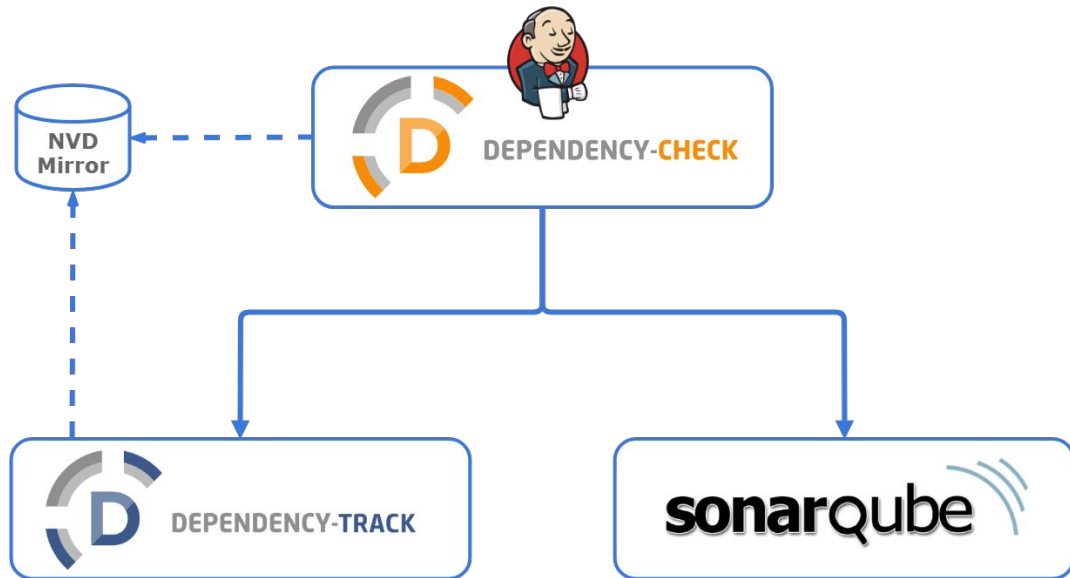 NVD
Mirror
D
DEPENDENCY-CHECK
D
DEPENDENCY-TRACK
sonarqube